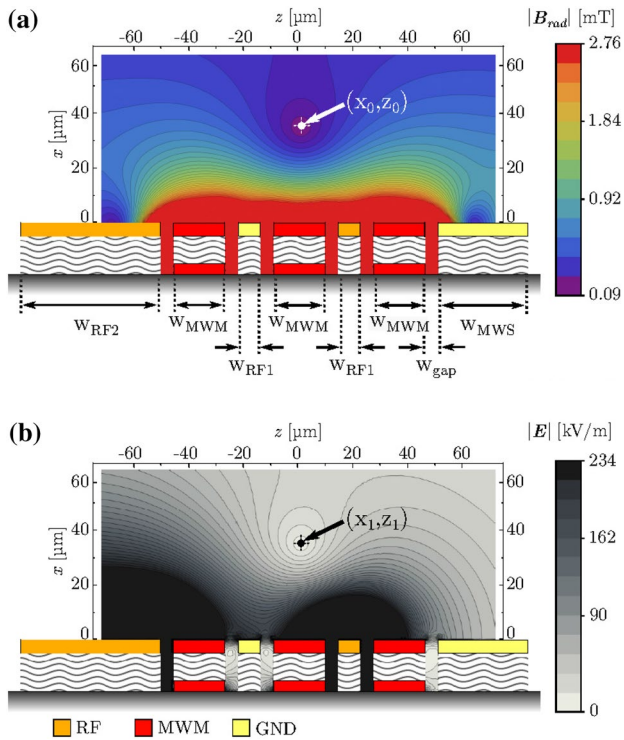 (a)
z [μm]
|B_rad| [mT]
-60 -40 -20 0 20 40 60
60 60 2.76
(x₀,z₀)
x [μm]
40 40 1.84
20 20 0.92
0 0 0.09
w_MWM w_MWM w_MWM
w_RF2 w_MWS
w_RF1 w_RF1 w_gap
(b)
z [μm]
|E| [kV/m]
-60 -40 -20 0 20 40 60
60 60 234
(x₁,z₁)
x [μm]
40 40 162
20 20 90
0 0 0
RF MWM GND